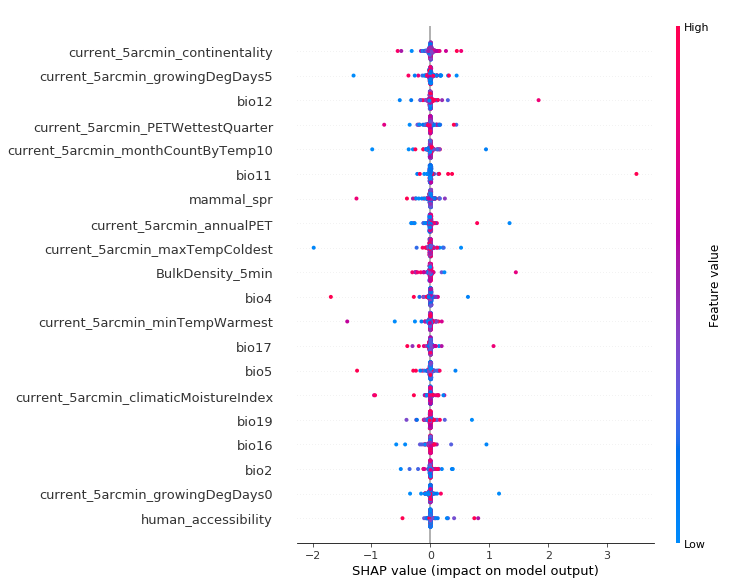 High
current_5arcmin_continentality
current_5arcmin_growingDegDays5
bio12
current_5arcmin_PETWettestQuarter
current_5arcmin_monthCountByTemp10
bio11
mammal_spr
current_5arcmin_annualPET
current_5arcmin_maxTempColdest
BulkDensity_5min
bio4
current_5arcmin_minTempWarmest
bio17
bio5
current_5arcmin_climaticMoistureIndex
bio19
bio16
bio2
current_5arcmin_growingDegDays0
human_accessibility
Feature value
Low
−2 −1 0 1 2 3
SHAP value (impact on model output)